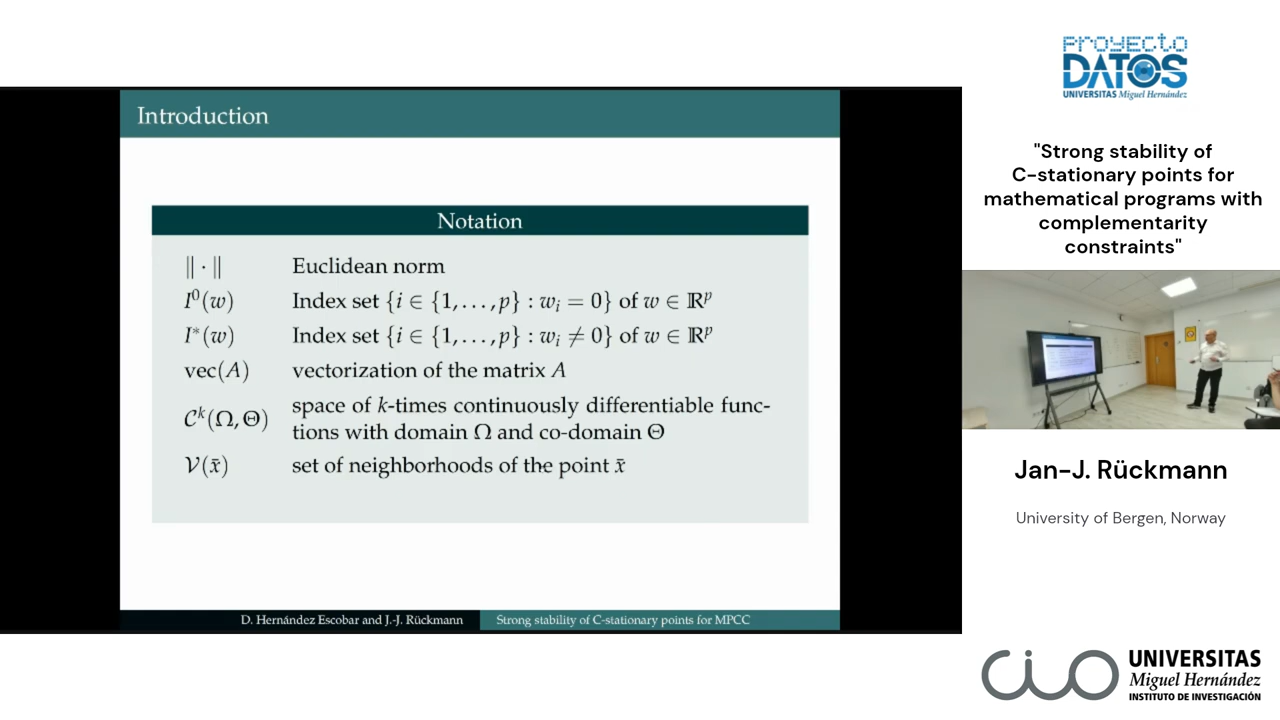 Introduction
Notation
‖ · ‖ Euclidean norm
I⁰(w) Index set {i ∈ {1, . . . , p} : wᵢ = 0} of w ∈ ℝᵖ
I*(w) Index set {i ∈ {1, . . . , p} : wᵢ ≠ 0} of w ∈ ℝᵖ
vec(A) vectorization of the matrix A
𝒞ᵏ(Ω, Θ) space of k-times continuously differentiable func-
tions with domain Ω and co-domain Θ
𝒱(x̄) set of neighborhoods of the point x̄
D. Hernández Escobar and J.-J. Rückmann
Strong stability of C-stationary points for MPCC
PROYECTO
DATOS
UNIVERSITAS Miguel Hernández
"Strong stability of
C-stationary points for
mathematical programs with
complementarity
constraints"
Jan-J. Rückmann
University of Bergen, Norway
cio
UNIVERSITAS
Miguel Hernández
INSTITUTO DE INVESTIGACIÓN